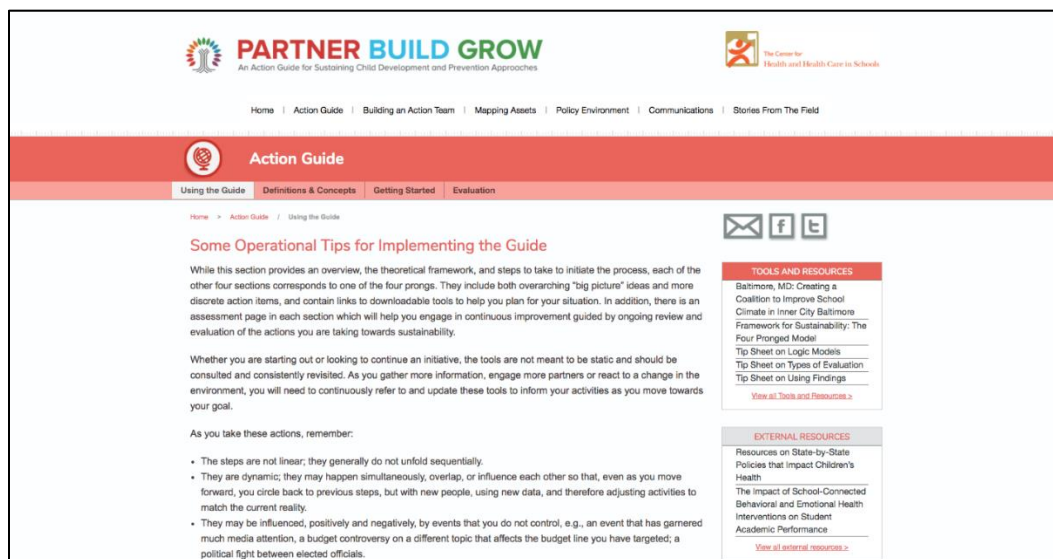 PARTNER BUILD GROW
An Action Guide for Sustaining Child Development and Prevention Approaches
The Center for
Health and Health Care in Schools
Home | Action Guide | Building an Action Team | Mapping Assets | Policy Environment | Communications | Stories From The Field
Action Guide
Using the Guide Definitions & Concepts Getting Started Evaluation
Home > Action Guide / Using the Guide
Some Operational Tips for Implementing the Guide
While this section provides an overview, the theoretical framework, and steps to take to initiate the process, each of the
other four sections corresponds to one of the four prongs. They include both overarching “big picture” ideas and more
discrete action items, and contain links to downloadable tools to help you plan for your situation. In addition, there is an
assessment page in each section which will help you engage in continuous improvement guided by ongoing review and
evaluation of the actions you are taking towards sustainability.
Whether you are starting out or looking to continue an initiative, the tools are not meant to be static and should be
consulted and consistently revisited. As you gather more information, engage more partners or react to a change in the
environment, you will need to continuously refer to and update these tools to inform your activities as you move towards
your goal.
As you take these actions, remember:
• The steps are not linear; they generally do not unfold sequentially.
• They are dynamic; they may happen simultaneously, overlap, or influence each other so that, even as you move
forward, you circle back to previous steps, but with new people, using new data, and therefore adjusting activities to
match the current reality.
• They may be influenced, positively and negatively, by events that you do not control, e.g., an event that has garnered
much media attention, a budget controversy on a different topic that affects the budget line you have targeted; a
political fight between elected officials.
f t
TOOLS AND RESOURCES
Baltimore, MD: Creating a
Coalition to Improve School
Climate in Inner City Baltimore
Framework for Sustainability: The
Four Pronged Model
Tip Sheet on Logic Models
Tip Sheet on Types of Evaluation
Tip Sheet on Using Findings
View all Tools and Resources >
EXTERNAL RESOURCES
Resources on State-by-State
Policies that Impact Children's
Health
The Impact of School-Connected
Behavioral and Emotional Health
Interventions on Student
Academic Performance
View all external resources >